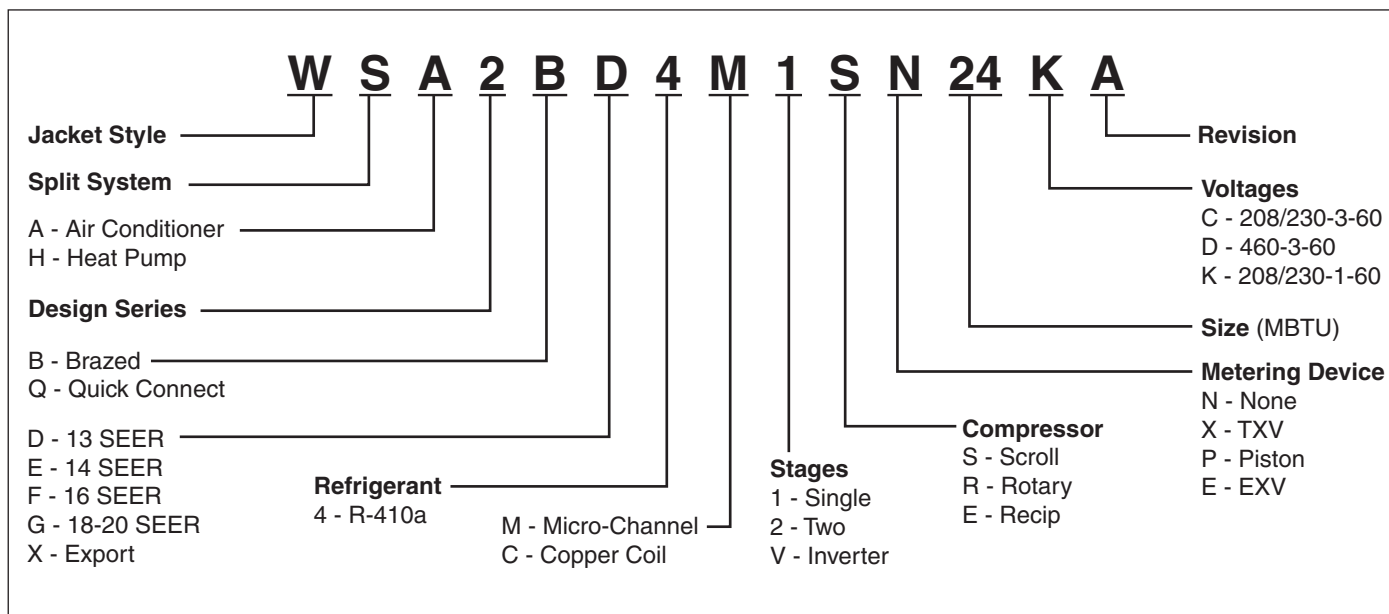 W S A 2 B D 4 M 1 S N 24 K A
Jacket Style
Split System
A - Air Conditioner
H - Heat Pump
Design Series
B - Brazed
Q - Quick Connect
D - 13 SEER
E - 14 SEER
F - 16 SEER
G - 18-20 SEER
X - Export
Refrigerant
4 - R-410a
M - Micro-Channel
C - Copper Coil
Stages
1 - Single
2 - Two
V - Inverter
Compressor
S - Scroll
R - Rotary
E - Recip
Revision
Voltages
C - 208/230-3-60
D - 460-3-60
K - 208/230-1-60
Size (MBTU)
Metering Device
N - None
X - TXV
P - Piston
E - EXV